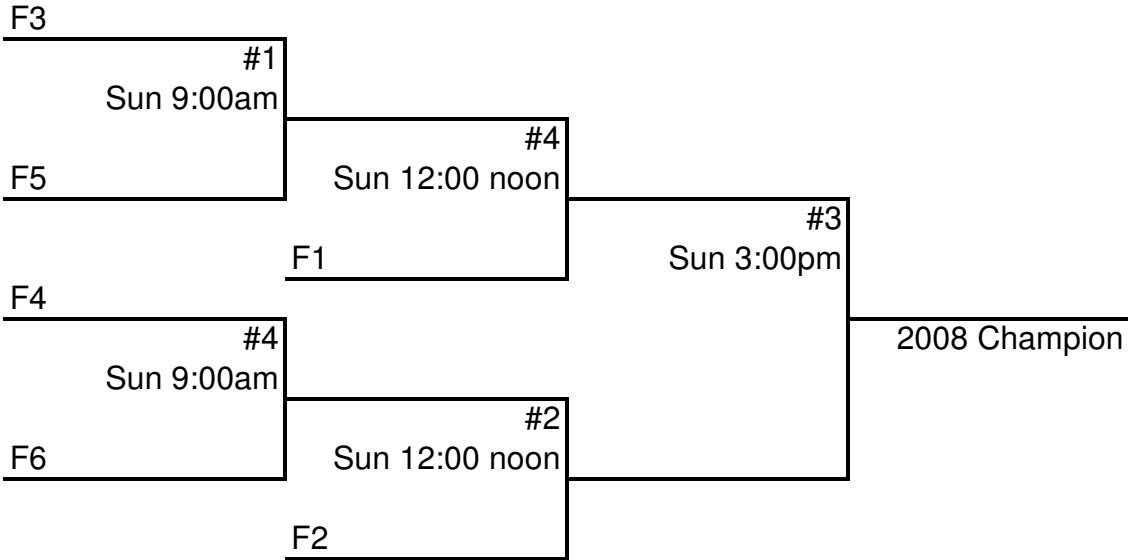 F3
#1
Sun 9:00am
F5
#4
Sun 12:00 noon
F1
#3
Sun 3:00pm
F4
#4
Sun 9:00am
F6
#2
Sun 12:00 noon
F2
2008 Champion